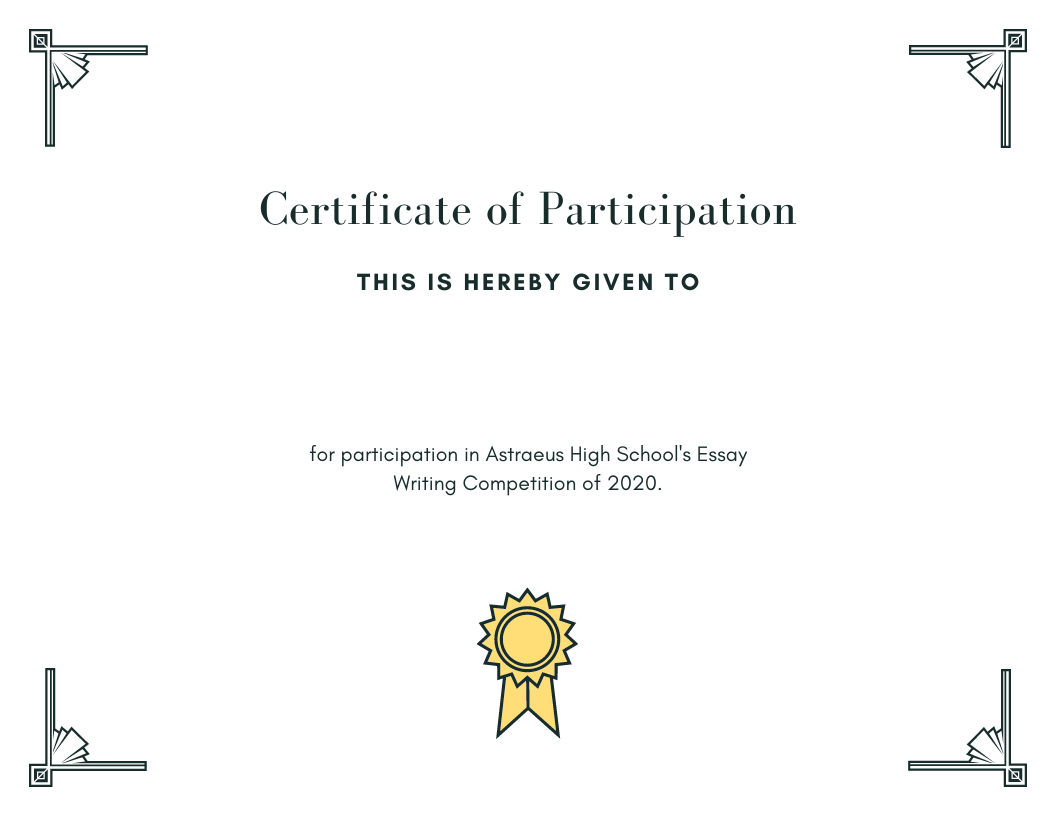 Certificate of Participation
THIS IS HEREBY GIVEN TO
for participation in Astraeus High School's Essay
Writing Competition of 2020.